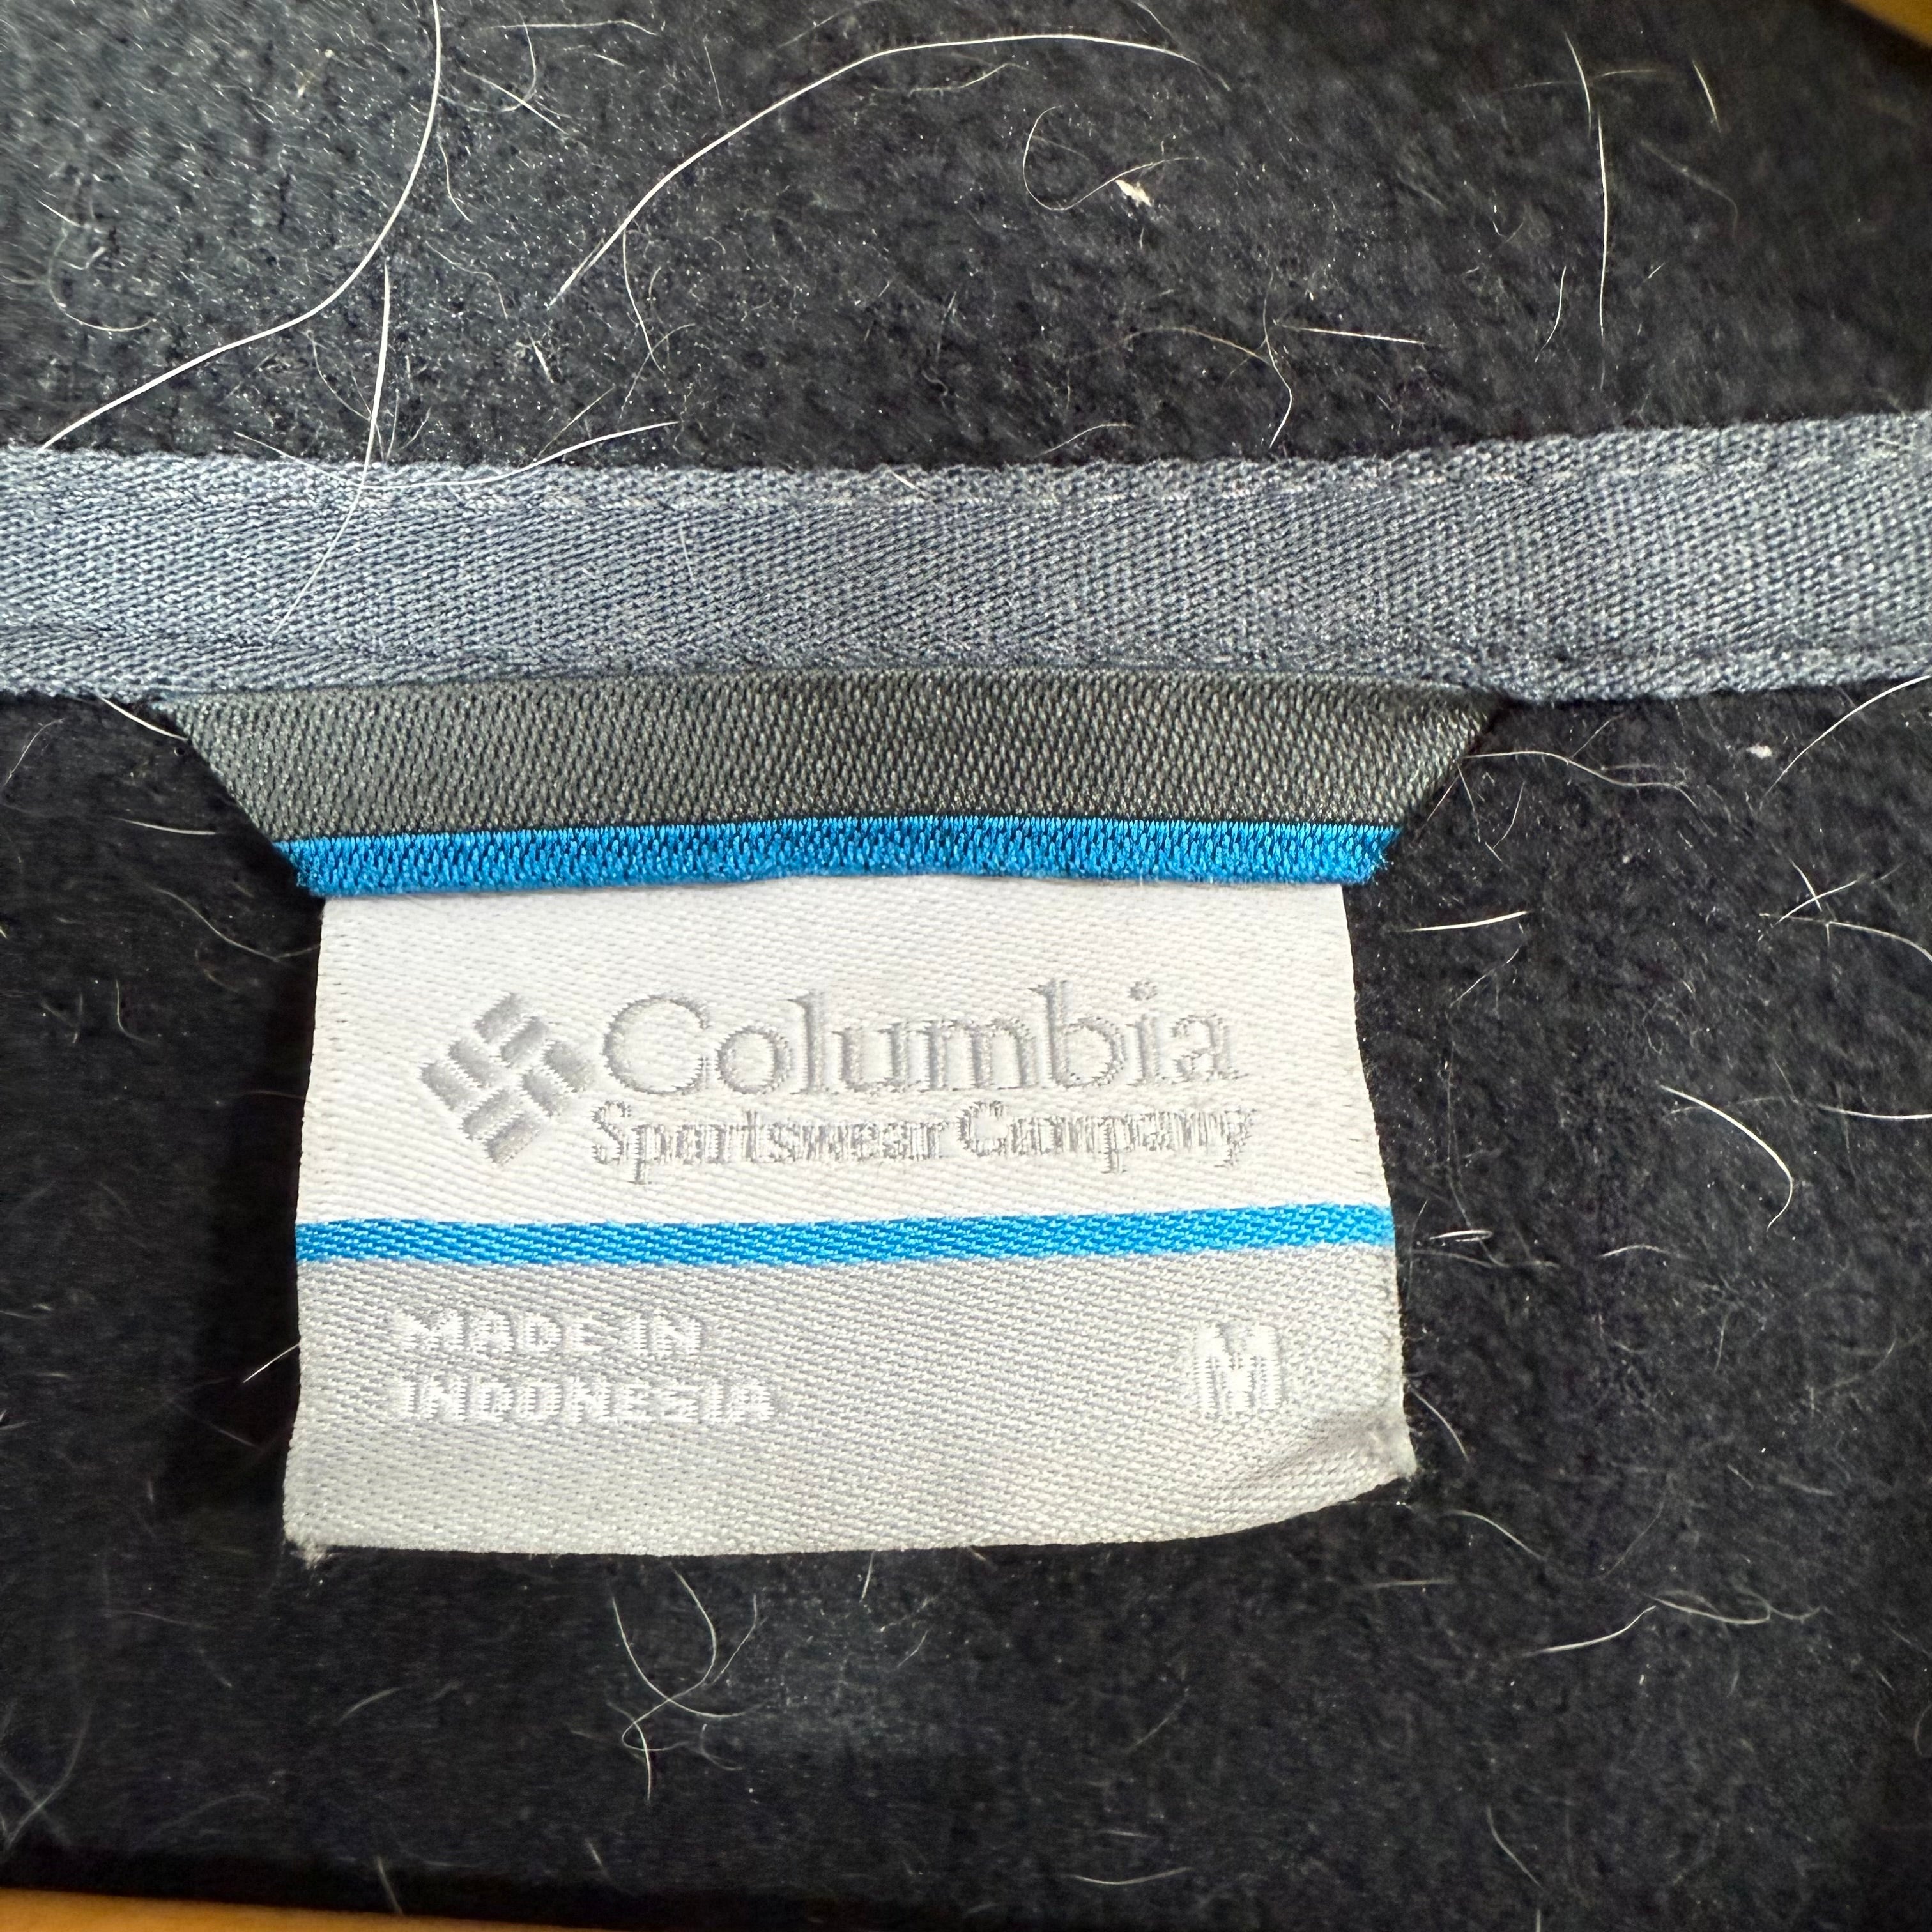 Columbia
Sportswear Company
MADE IN
INDONESIA
M